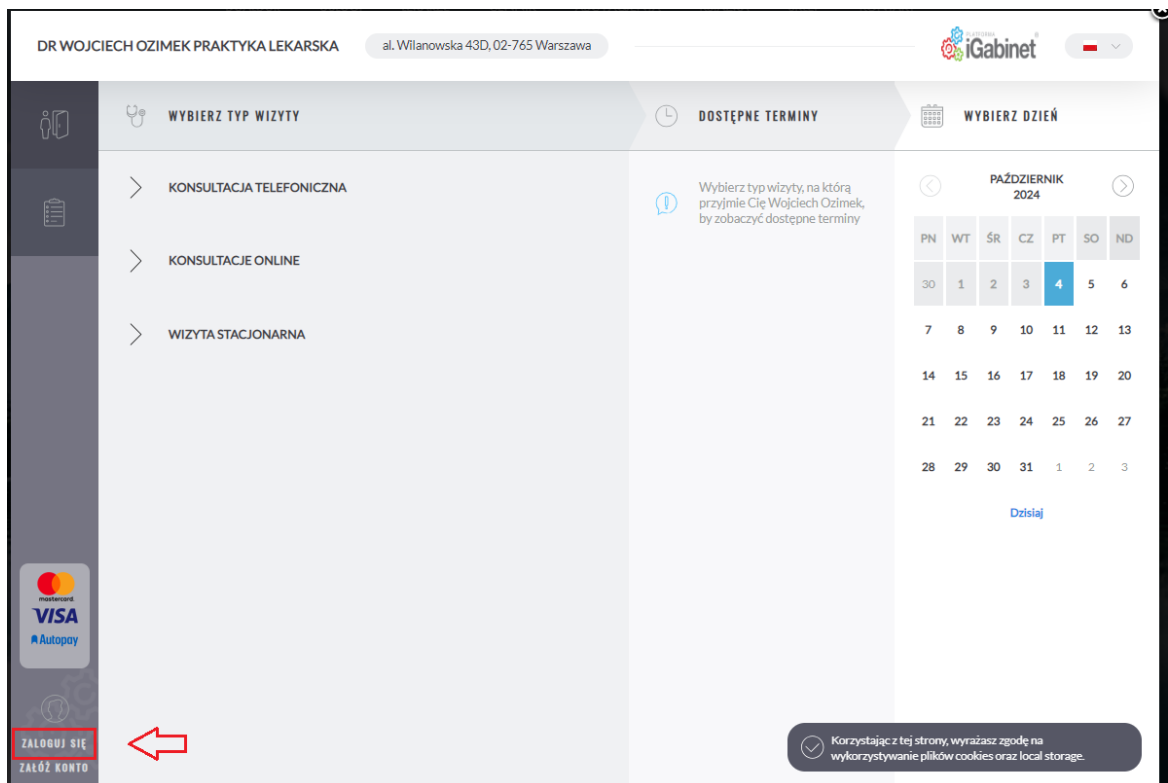 DR WOJCIECH OZIMEK PRAKTYKA LEKARSKA
al. Wilanowska 43D, 02-765 Warszawa
PLATFORMA
iGabinet
WYBIERZ TYP WIZYTY
DOSTĘPNE TERMINY
WYBIERZ DZIEŃ
KONSULTACJA TELEFONICZNA
KONSULTACJE ONLINE
WIZYTA STACJONARNA
Wybierz typ wizyty, na którą
przyjmie Cię Wojciech Ozimek,
by zobaczyć dostępne terminy
PAŹDZIERNIK
2024
PN WT ŚR CZ PT SO ND
30 1 2 3 4 5 6
7 8 9 10 11 12 13
14 15 16 17 18 19 20
21 22 23 24 25 26 27
28 29 30 31 1 2 3
Dzisiaj
mastercard.
VISA
Autopay
ZALOGUJ SIĘ
ZAŁÓŻ KONTO
Korzystając z tej strony, wyrażasz zgodę na
wykorzystywanie plików cookies oraz local storage.